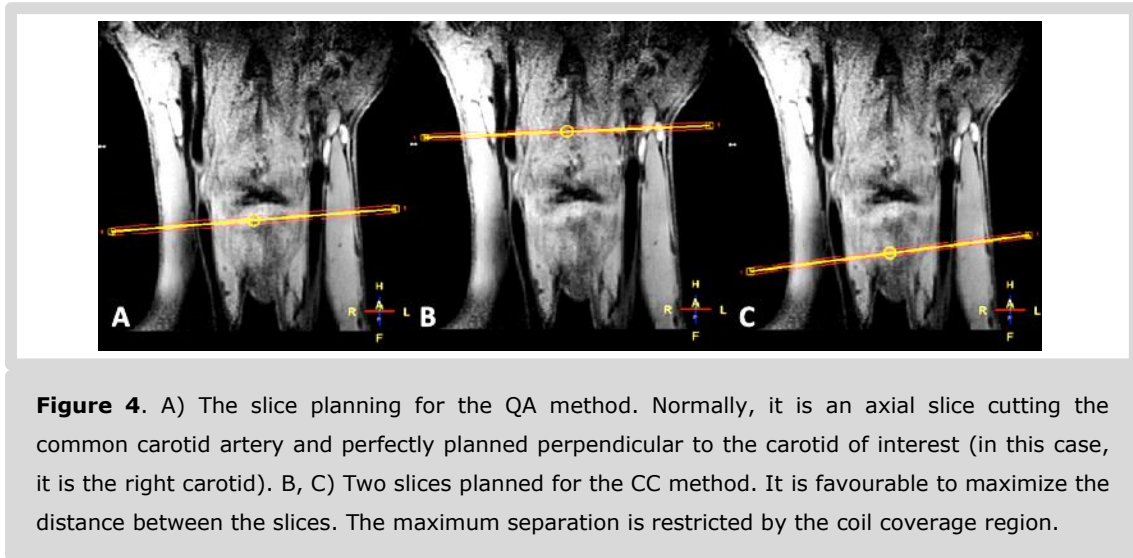 A
H
R A L
F
B
H
R A L
F
C
H
R A L
F
Figure 4. A) The slice planning for the QA method. Normally, it is an axial slice cutting the
common carotid artery and perfectly planned perpendicular to the carotid of interest (in this case,
it is the right carotid). B, C) Two slices planned for the CC method. It is favourable to maximize the
distance between the slices. The maximum separation is restricted by the coil coverage region.